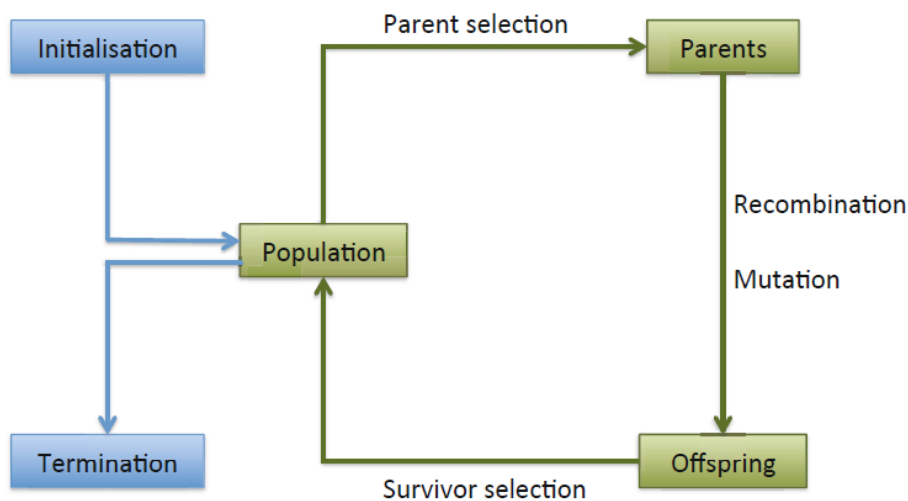 Initialisation
Parent selection
Parents
Recombination
Population
Mutation
Termination
Offspring
Survivor selection